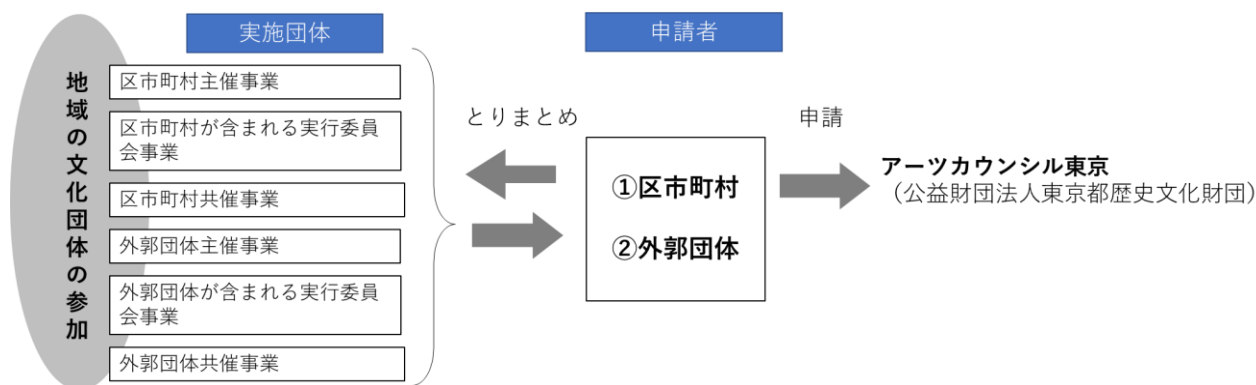 実施団体
申請者
地域の文化団体の参加
区市町村主催事業
区市町村が含まれる実行委員
会事業
区市町村共催事業
外郭団体主催事業
外郭団体が含まれる実行委員
会事業
外郭団体共催事業
とりまとめ
①区市町村
②外郭団体
申請
アーツカウンシル東京
（公益財団法人東京都歴史文化財団）